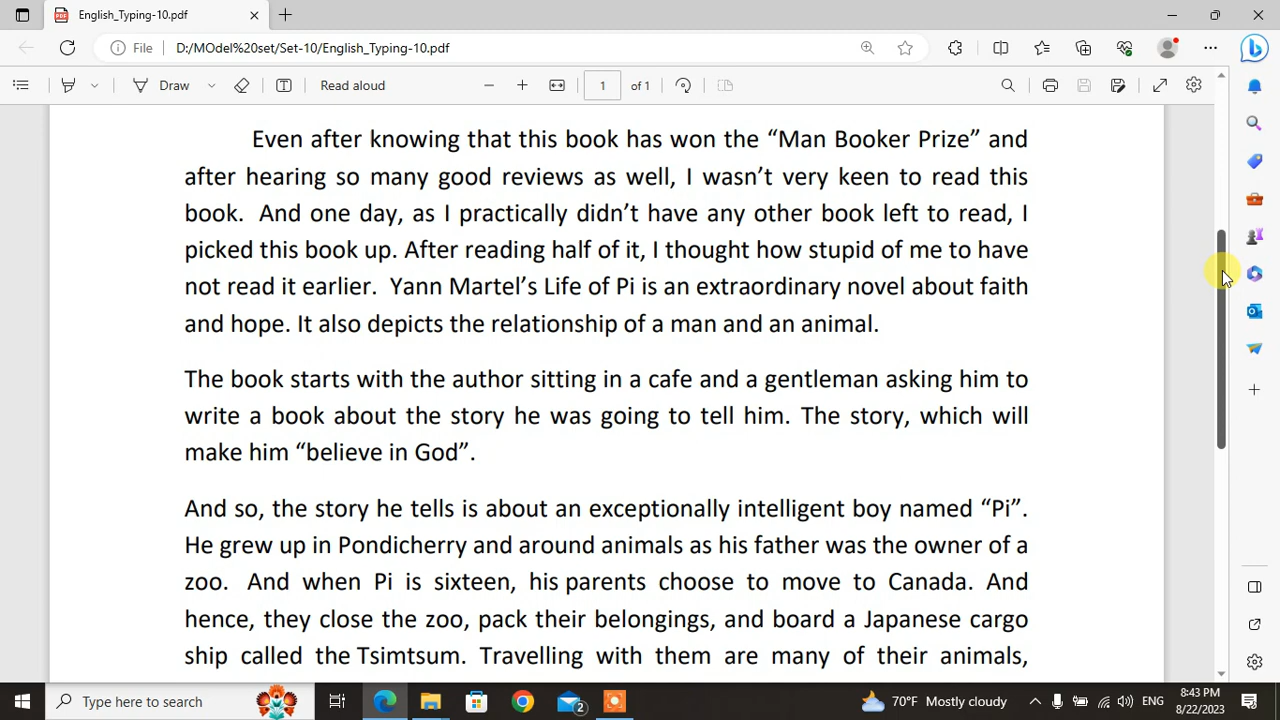 English_Typing-10.pdf
File D:/MOdel%20set/Set-10/English_Typing-10.pdf
Draw Read aloud 1 of 1
Even after knowing that this book has won the “Man Booker Prize” and
after hearing so many good reviews as well, I wasn’t very keen to read this
book. And one day, as I practically didn’t have any other book left to read, I
picked this book up. After reading half of it, I thought how stupid of me to have
not read it earlier. Yann Martel’s Life of Pi is an extraordinary novel about faith
and hope. It also depicts the relationship of a man and an animal.
The book starts with the author sitting in a cafe and a gentleman asking him to
write a book about the story he was going to tell him. The story, which will
make him “believe in God”.
And so, the story he tells is about an exceptionally intelligent boy named “Pi”.
He grew up in Pondicherry and around animals as his father was the owner of a
zoo. And when Pi is sixteen, his parents choose to move to Canada. And
hence, they close the zoo, pack their belongings, and board a Japanese cargo
ship called the Tsimtsum. Travelling with them are many of their animals,
Type here to search
2
70°F Mostly cloudy
ENG
8:43 PM
8/22/2023